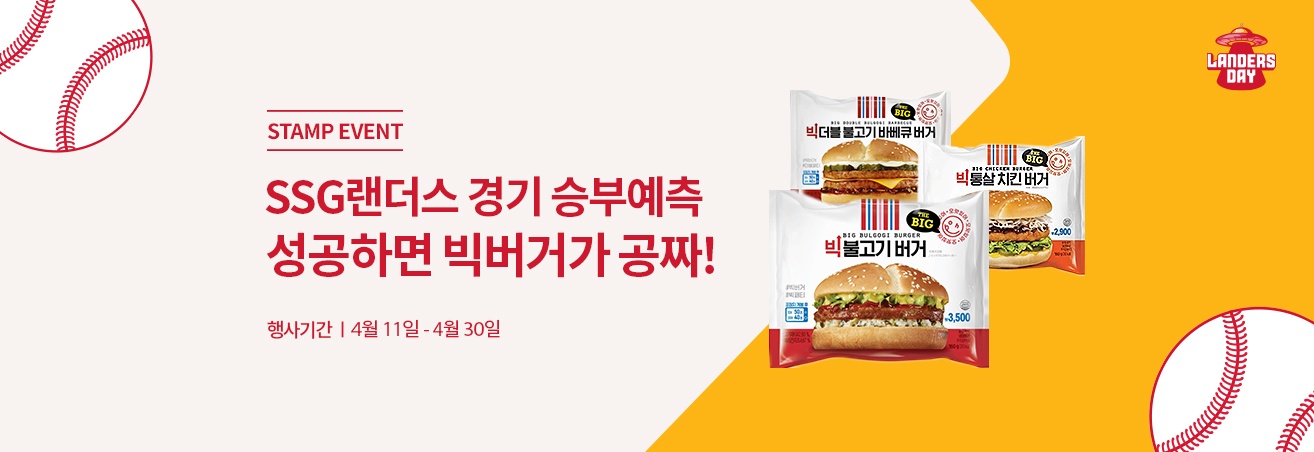 STAMP EVENT
SSG랜더스 경기 승부예측
성공하면 빅버거가 공짜!
행사기간 | 4월 11일 - 4월 30일
LANDERS
DAY
THE
BIG
BIG DOUBLE BULGOGI BARBECUE
빅더블 불고기 바베큐 버거
THE
BIG
BIG CHICKEN BURGER
빅통살 치킨 버거
2,900
THE
BIG
BIG BULGOGI BURGER
빅불고기 버거
3,500